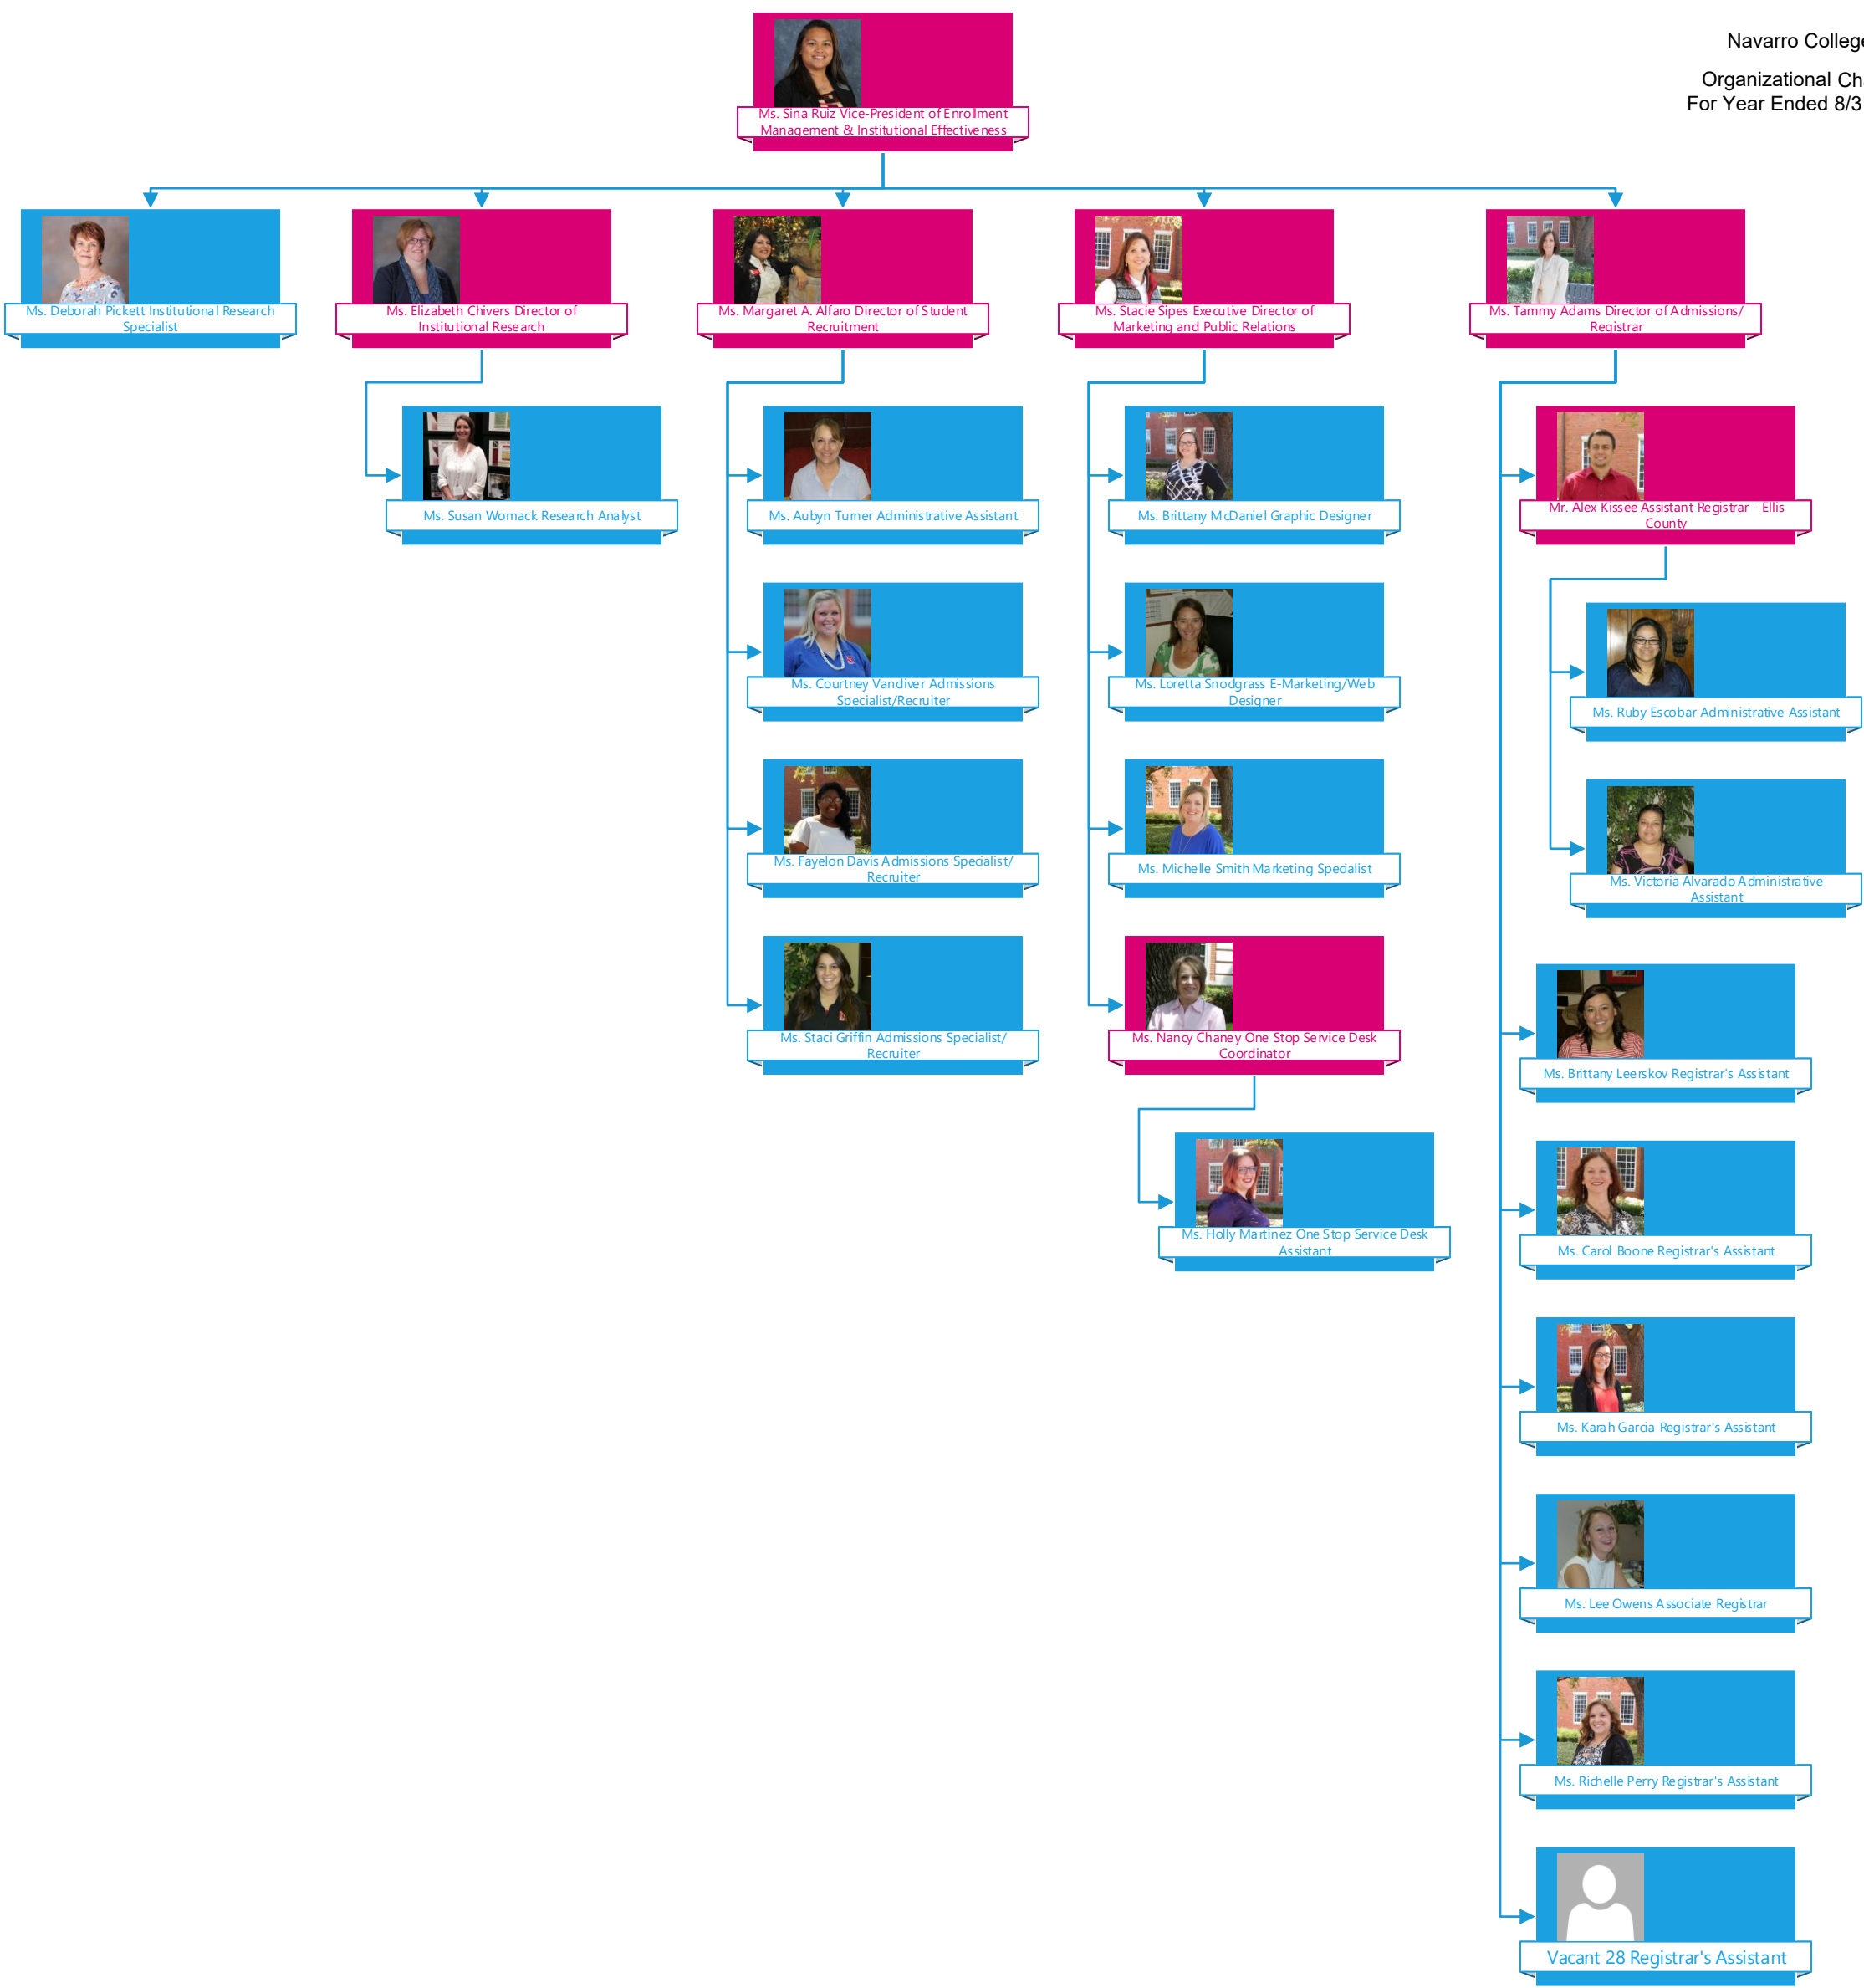 Navarro College
Organizational Ch
For Year Ended 8/3
Ms. Sina Ruiz Vice-President of Enrollment
Management & Institutional Effectiveness
Ms. Deborah Pickett Institutional Research
Specialist
Ms. Elizabeth Chivers Director of
Institutional Research
Ms. Margaret A. Alfaro Director of Student
Recruitment
Ms. Stacie Sipes Executive Director of
Marketing and Public Relations
Ms. Tammy Adams Director of Admissions/
Registrar
Ms. Susan Womack Research Analyst
Ms. Aubyn Turner Administrative Assistant
Ms. Courtney Vandiver Admissions
Specialist/Recruiter
Ms. Fayelon Davis Admissions Specialist/
Recruiter
Ms. Staci Griffin Admissions Specialist/
Recruiter
Ms. Brittany McDaniel Graphic Designer
Ms. Loretta Snodgrass E-Marketing/Web
Designer
Ms. Michelle Smith Marketing Specialist
Ms. Nancy Chaney One Stop Service Desk
Coordinator
Ms. Holly Martinez One Stop Service Desk
Assistant
Mr. Alex Kissee Assistant Registrar - Ellis
County
Ms. Ruby Escobar Administrative Assistant
Ms. Victoria Alvarado Administrative
Assistant
Ms. Brittany Leerskov Registrar's Assistant
Ms. Carol Boone Registrar's Assistant
Ms. Karah Garcia Registrar's Assistant
Ms. Lee Owens Associate Registrar
Ms. Richelle Perry Registrar's Assistant
Vacant 28 Registrar's Assistant